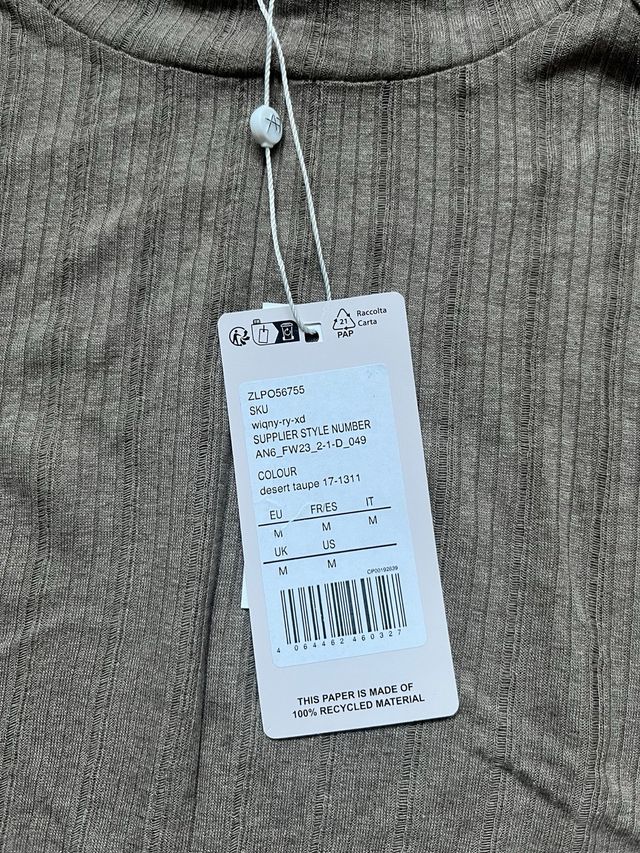 21
PAP
Raccolta
Carta
ZLPO56755
SKU
wiqny-ry-xd
SUPPLIER STYLE NUMBER
AN6_FW23_2-1-D_049
COLOUR
desert taupe 17-1311
EU FR/ES IT
M M M
UK US
M M
C/P00192639
4 064462 460327
THIS PAPER IS MADE OF
100% RECYCLED MATERIAL